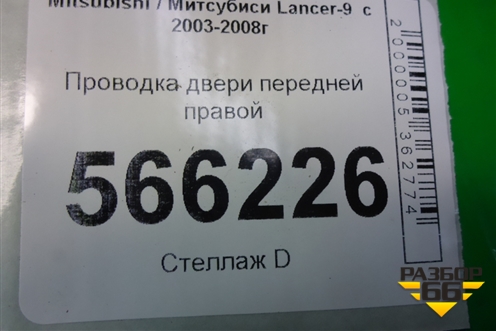 Mitsubishi / Митсубиси Lancer-9 с
2003-2008г
Проводка двери передней
правой
566226
Стеллаж D
2000005362774
РАЗБОР
66